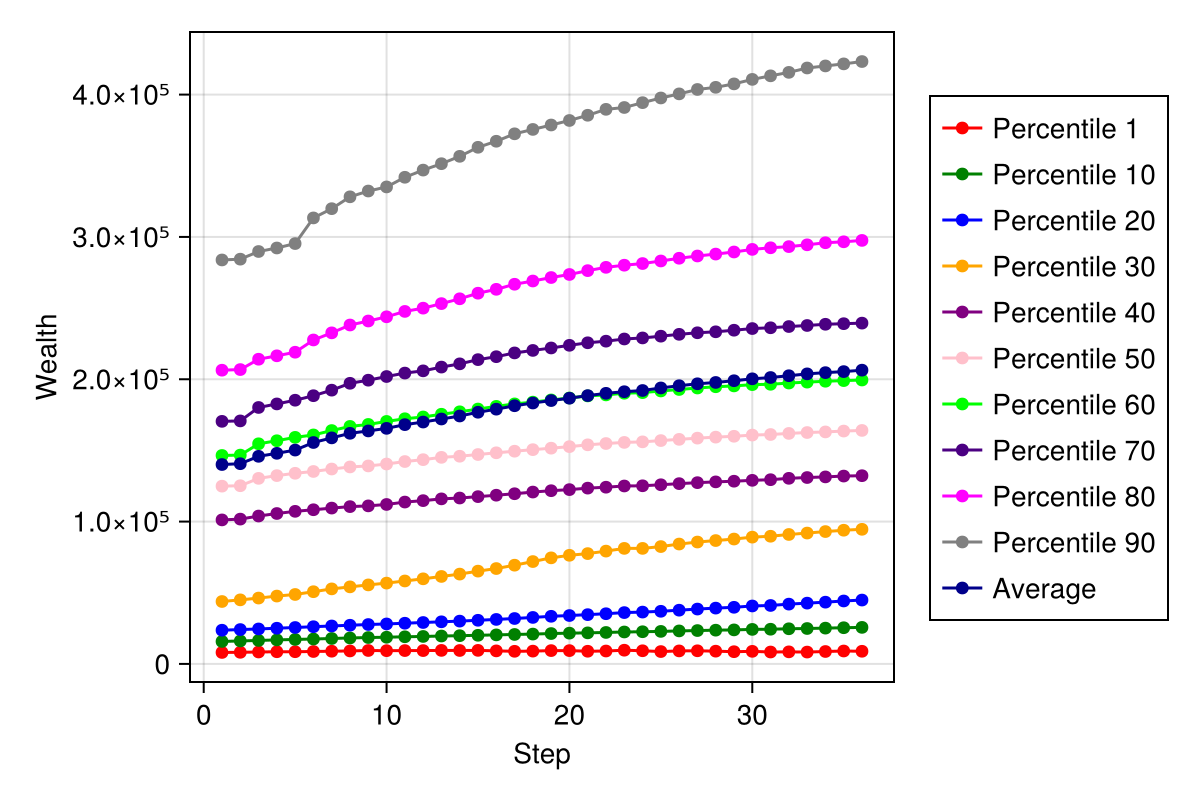 4.0×10⁵
3.0×10⁵
2.0×10⁵
1.0×10⁵
0
Wealth
0 10 20 30
Step
Percentile 1
Percentile 10
Percentile 20
Percentile 30
Percentile 40
Percentile 50
Percentile 60
Percentile 70
Percentile 80
Percentile 90
Average